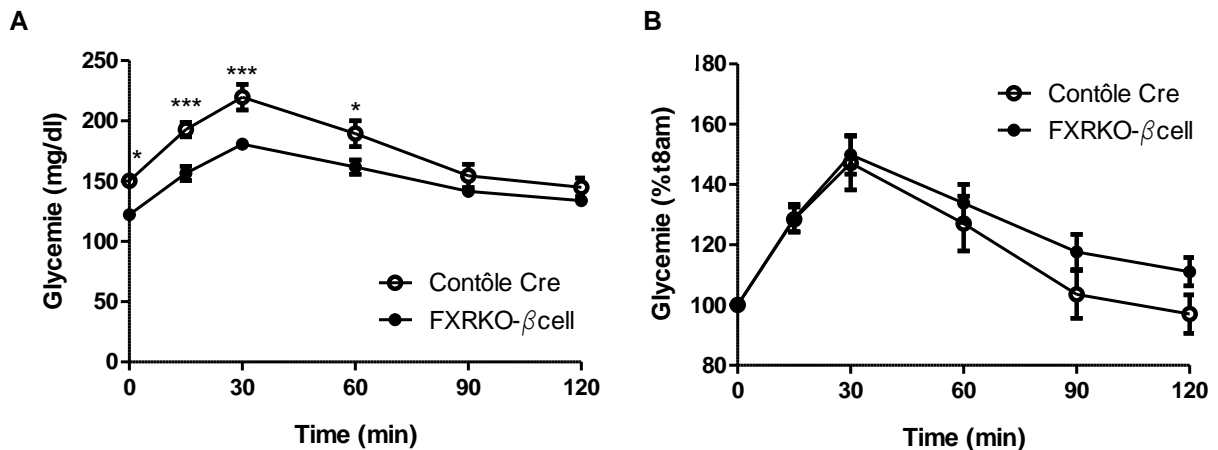 A
Glycemie (mg/dl)
250
200
150
100
50
0
*
***
***
*
Contôle Cre
FXRKO-βcell
0 30 60 90 120
Time (min)
B
Glycemie (%t8am)
180
160
140
120
100
80
Contôle Cre
FXRKO-βcell
0 30 60 90 120
Time (min)